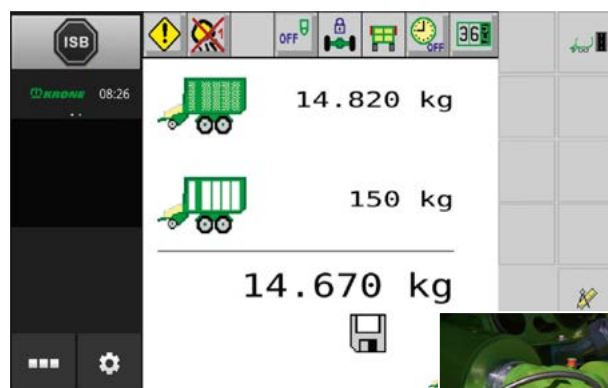 ISB
KRONE 08:26
OFF
OFF
36
14.820 kg
150 kg
14.670 kg